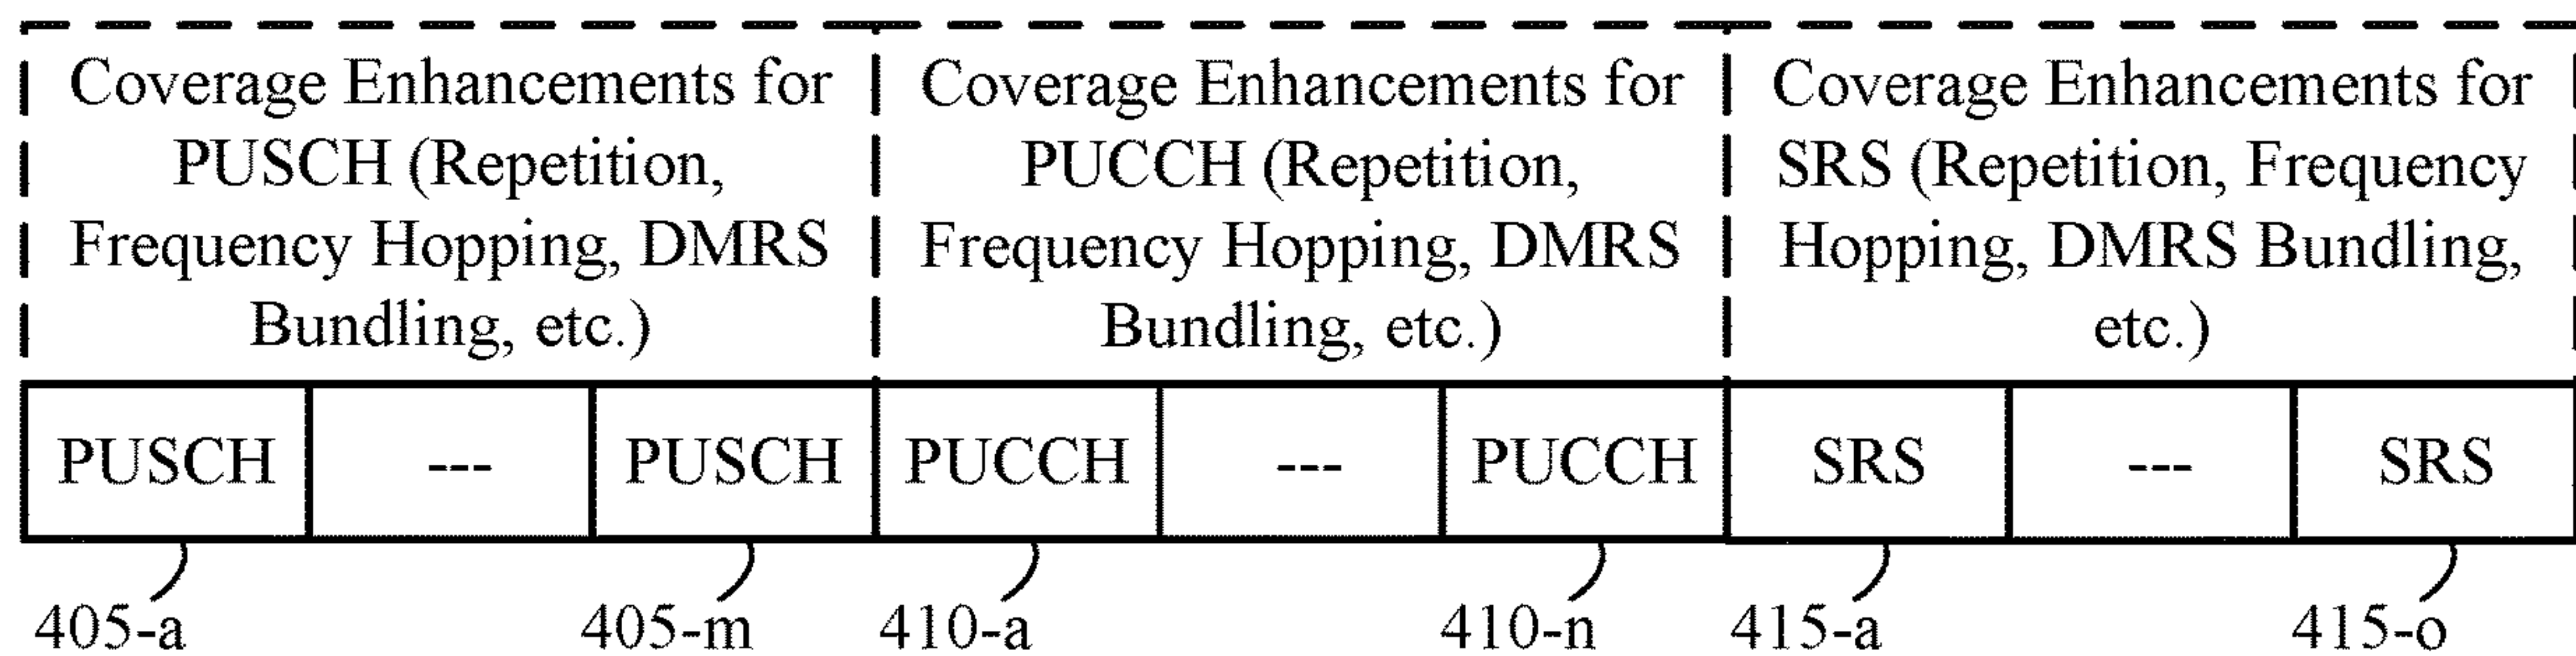 Coverage Enhancements for
PUSCH (Repetition,
Frequency Hopping, DMRS
Bundling, etc.)
Coverage Enhancements for
PUCCH (Repetition,
Frequency Hopping, DMRS
Bundling, etc.)
Coverage Enhancements for
SRS (Repetition, Frequency
Hopping, DMRS Bundling,
etc.)
PUSCH --- PUSCH PUCCH --- PUCCH SRS --- SRS
405-a 405-m 410-a 410-n 415-a 415-o